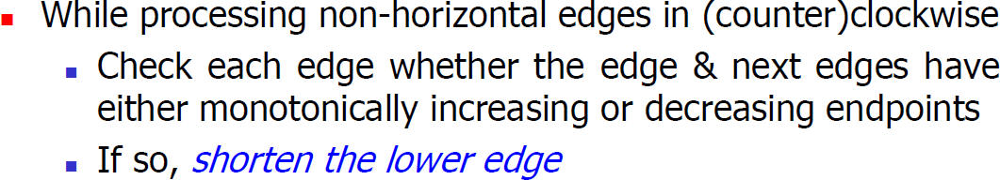 While processing non-horizontal edges in (counter)clockwise
Check each edge whether the edge & next edges have
either monotonically increasing or decreasing endpoints
If so, shorten the lower edge